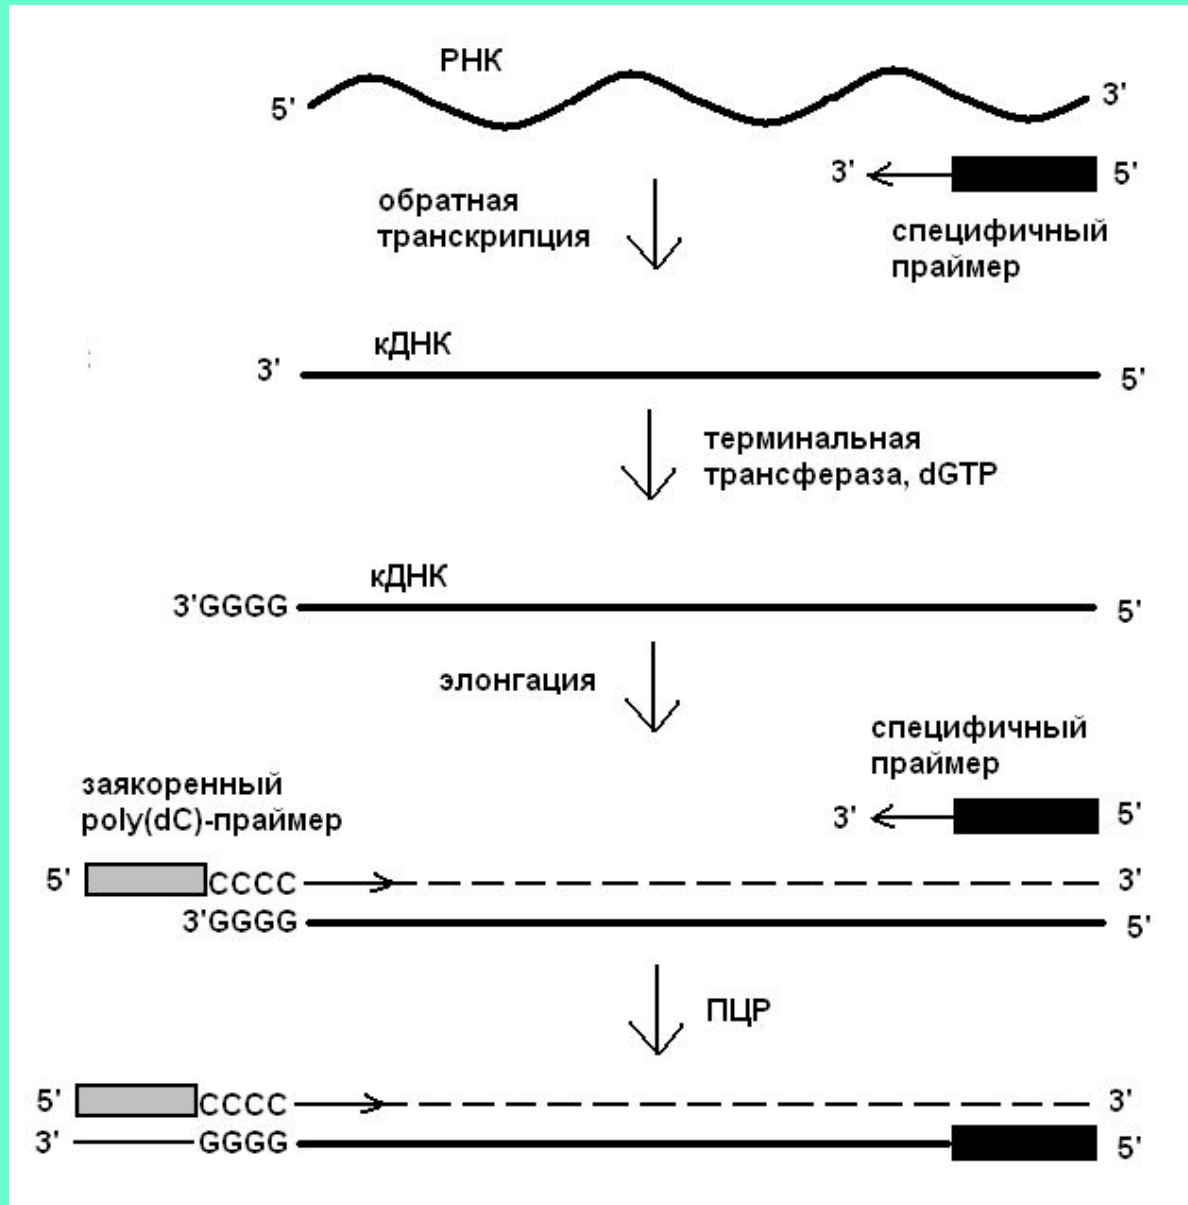 РНК
5'
3'
3'
5'
обратная
транскрипция
специфичный
праймер
кДНК
3'
5'
терминальная
трансфераза, dGTP
кДНК
3'GGGG
5'
элонгация
специфичный
праймер
заякоренный
poly(dC)-праймер
3'
5'
5'
CCCC
3'
3'GGGG
5'
ПЦР
5'
CCCC
3'
3'
GGGG
5'